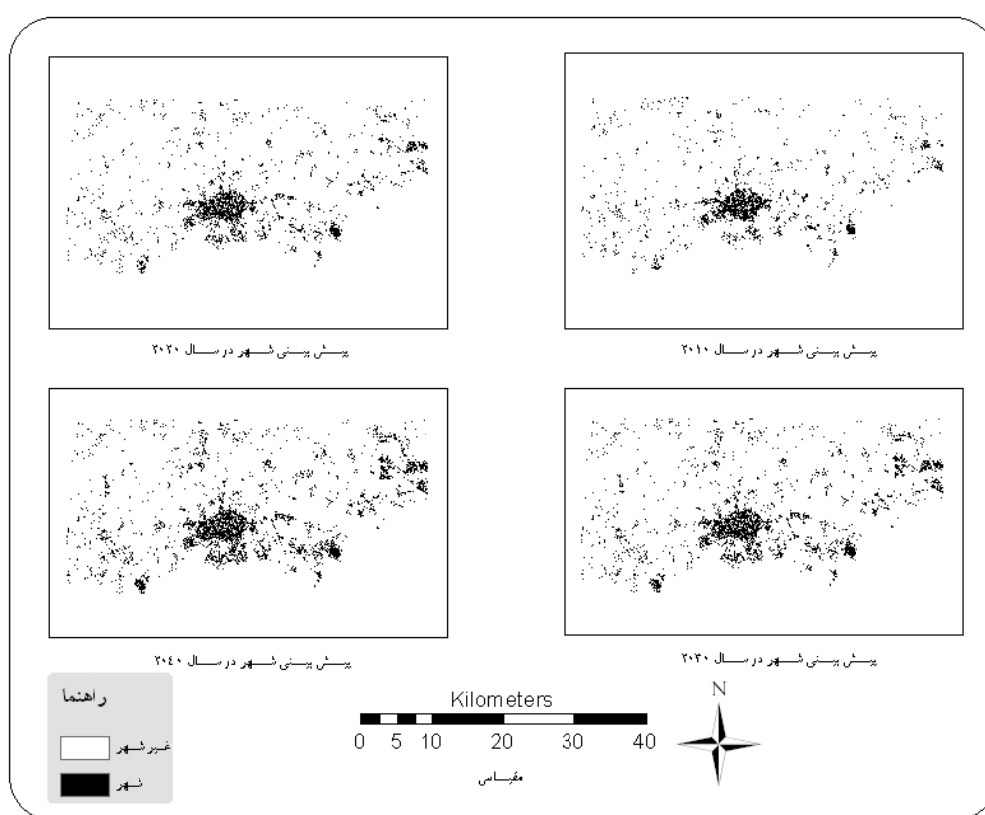 پیش بینی شهر در سال ۲۰۱۰
پیش بینی شهر در سال ۲۰۲۰
پیش بینی شهر در سال ۲۰۳۰
پیش بینی شهر در سال ۲۰۴۰
راهنما
غیر شهر
شهر
Kilometers
0 5 10 20 30 40
مقیاس
N